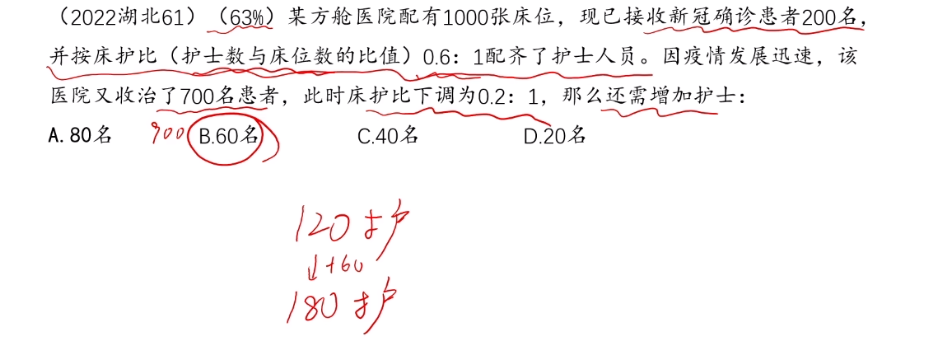 （2022湖北61）（63%）某方舱医院配有1000张床位，现已接收新冠确诊患者200名，
并按床护比（护士数与床位数的比值）0.6：1配齐了护士人员。因疫情发展迅速，该
医院又收治了700名患者，此时床护比下调为0.2：1，那么还需增加护士：
A. 80名 900 B.60名 C.40名 D.20名
120护
↓+60
180护